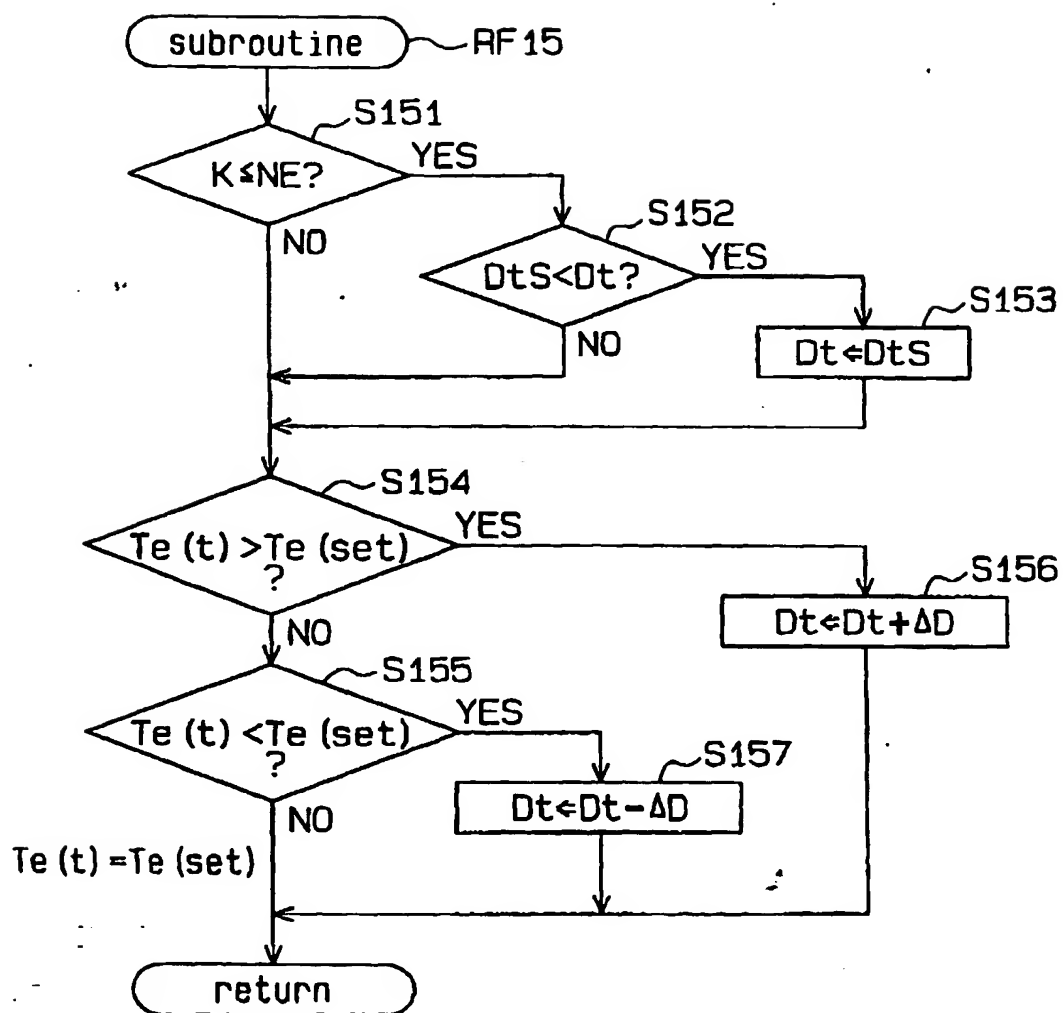 subroutine
RF15
S151
K≦NE?
YES
NO
S152
DtS<Dt?
YES
NO
S153
Dt⇐DtS
S154
Te(t)>Te(set)
?
YES
NO
S156
Dt⇐Dt+ΔD
S155
Te(t)<Te(set)
?
YES
NO
S157
Dt⇐Dt-ΔD
Te(t)=Te(set)
return